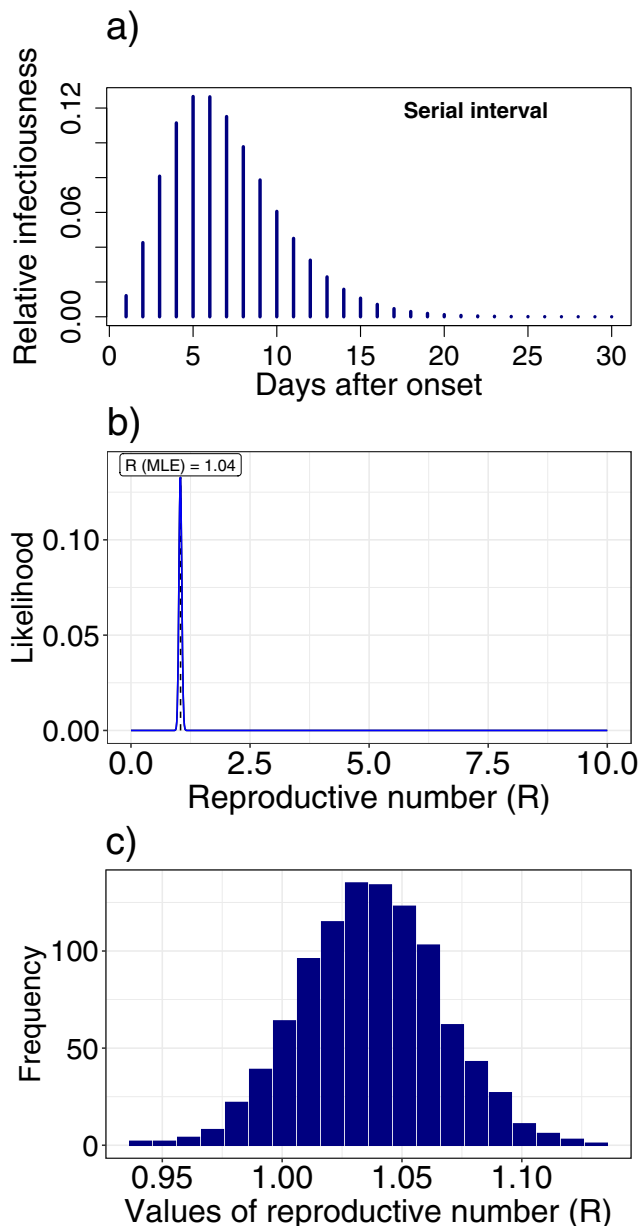 a)
Relative infectiousness
0.12
0.06
0.00
Serial interval
0 5 10 15 20 25 30
Days after onset
b)
R (MLE) = 1.04
Likelihood
0.10
0.05
0.00
0.0 2.5 5.0 7.5 10.0
Reproductive number (R)
c)
Frequency
100
50
0
0.95 1.00 1.05 1.10
Values of reproductive number (R)